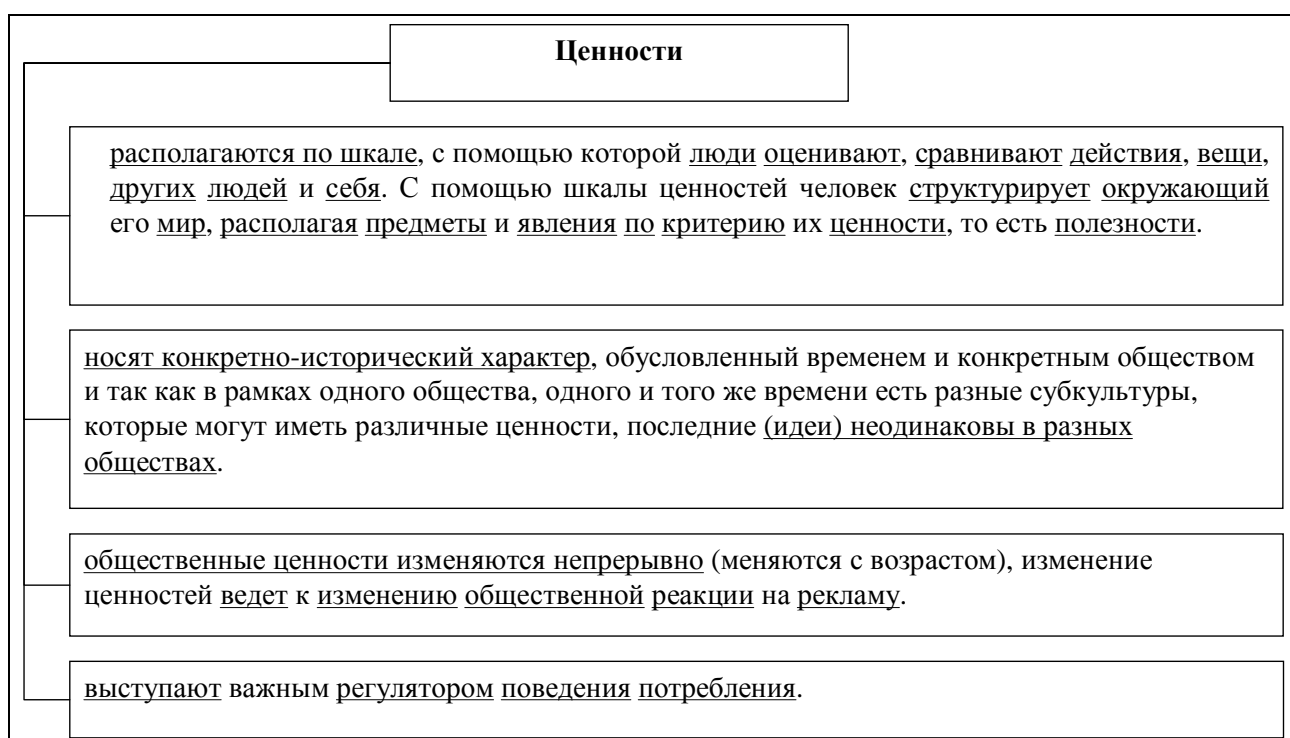 Ценности
располагаются по шкале, с помощью которой люди оценивают, сравнивают действия, вещи,
других людей и себя. С помощью шкалы ценностей человек структурирует окружающий
его мир, располагая предметы и явления по критерию их ценности, то есть полезности.
носят конкретно-исторический характер, обусловленный временем и конкретным обществом
и так как в рамках одного общества, одного и того же времени есть разные субкультуры,
которые могут иметь различные ценности, последние (идеи) неодинаковы в разных
обществах.
общественные ценности изменяются непрерывно (меняются с возрастом), изменение
ценностей ведет к изменению общественной реакции на рекламу.
выступают важным регулятором поведения потребления.